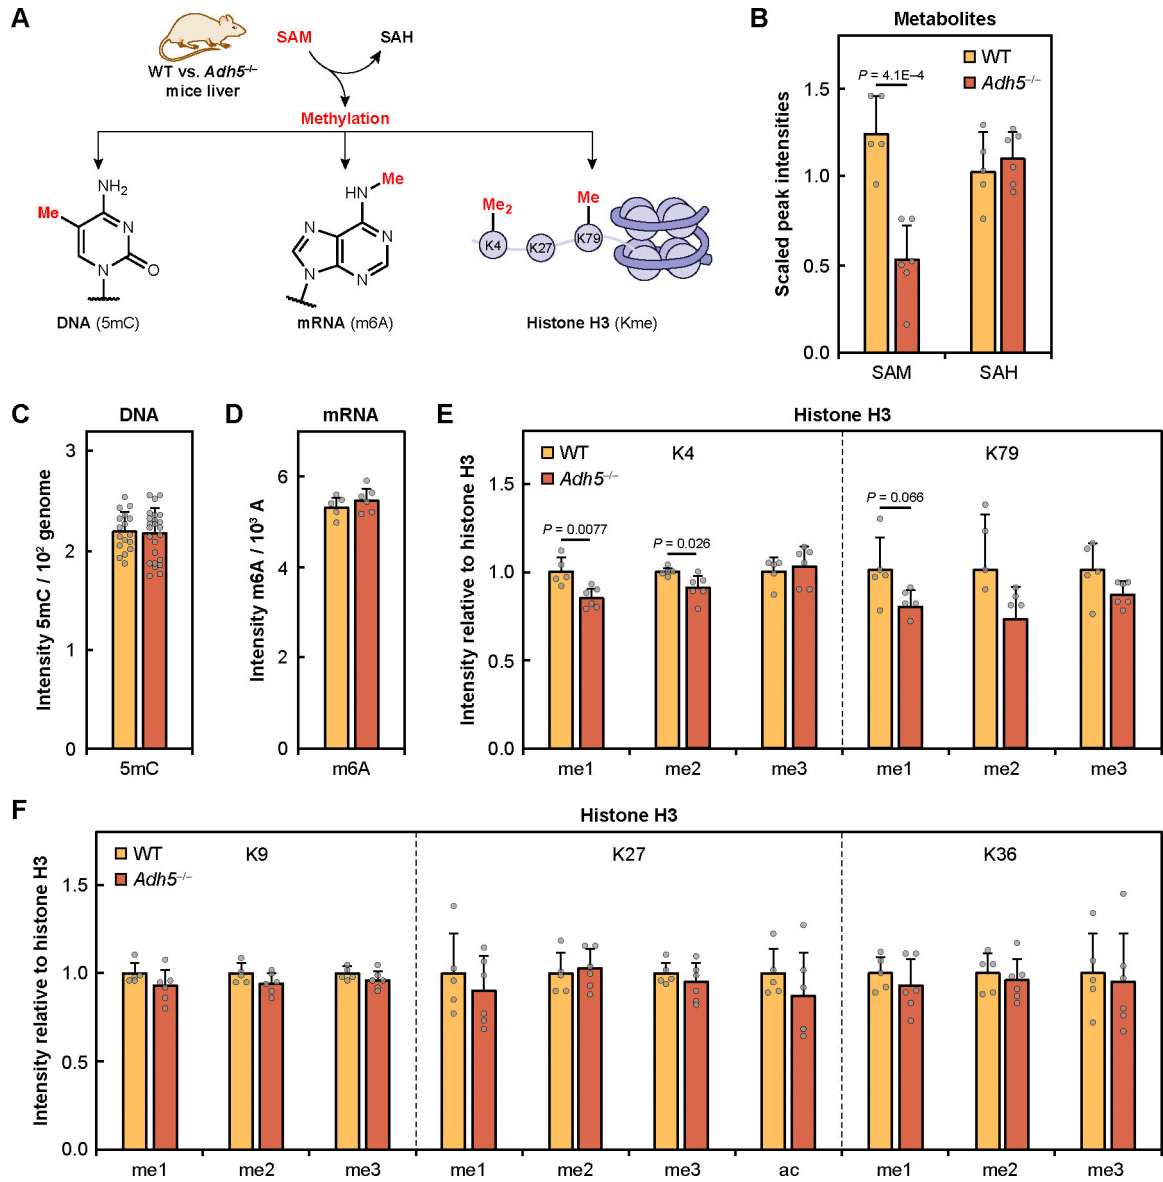 A
WT vs. Adh5–/–
mice liver
SAM
SAH
Methylation
Me
NH2
N
N
O
DNA (5mC)
HN
Me
N
N
N
N
mRNA (m6A)
Me2
Me
K4
K27
K79
Histone H3 (Kme)
B
Metabolites
WT
Adh5–/–
P = 4.1E–4
Scaled peak intensities
1.5
1.0
0.5
0.0
SAM
SAH
C
DNA
Intensity 5mC / 10² genome
3
2
1
0
5mC
D
mRNA
Intensity m6A / 10³ A
6
4
2
0
m6A
E
Histone H3
WT
Adh5–/–
K4
K79
P = 0.0077
P = 0.026
P = 0.066
Intensity relative to histone H3
1.5
1.0
0.5
0.0
me1
me2
me3
me1
me2
me3
F
Histone H3
WT
Adh5–/–
K9
K27
K36
Intensity relative to histone H3
1.5
1.0
0.5
0.0
me1
me2
me3
me1
me2
me3
ac
me1
me2
me3